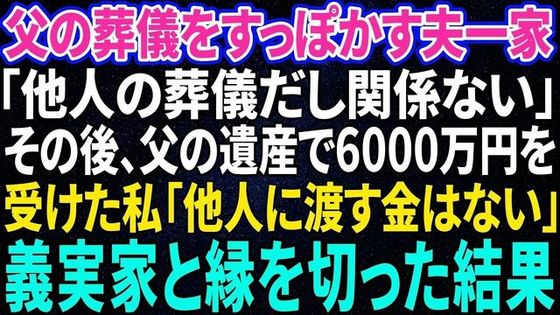 父の葬儀をすっぽかす夫一家
「他人の葬儀だし関係ない」
その後、父の遺産で6000万円を
受けた私「他人に渡す金はない」
義実家と縁を切った結果